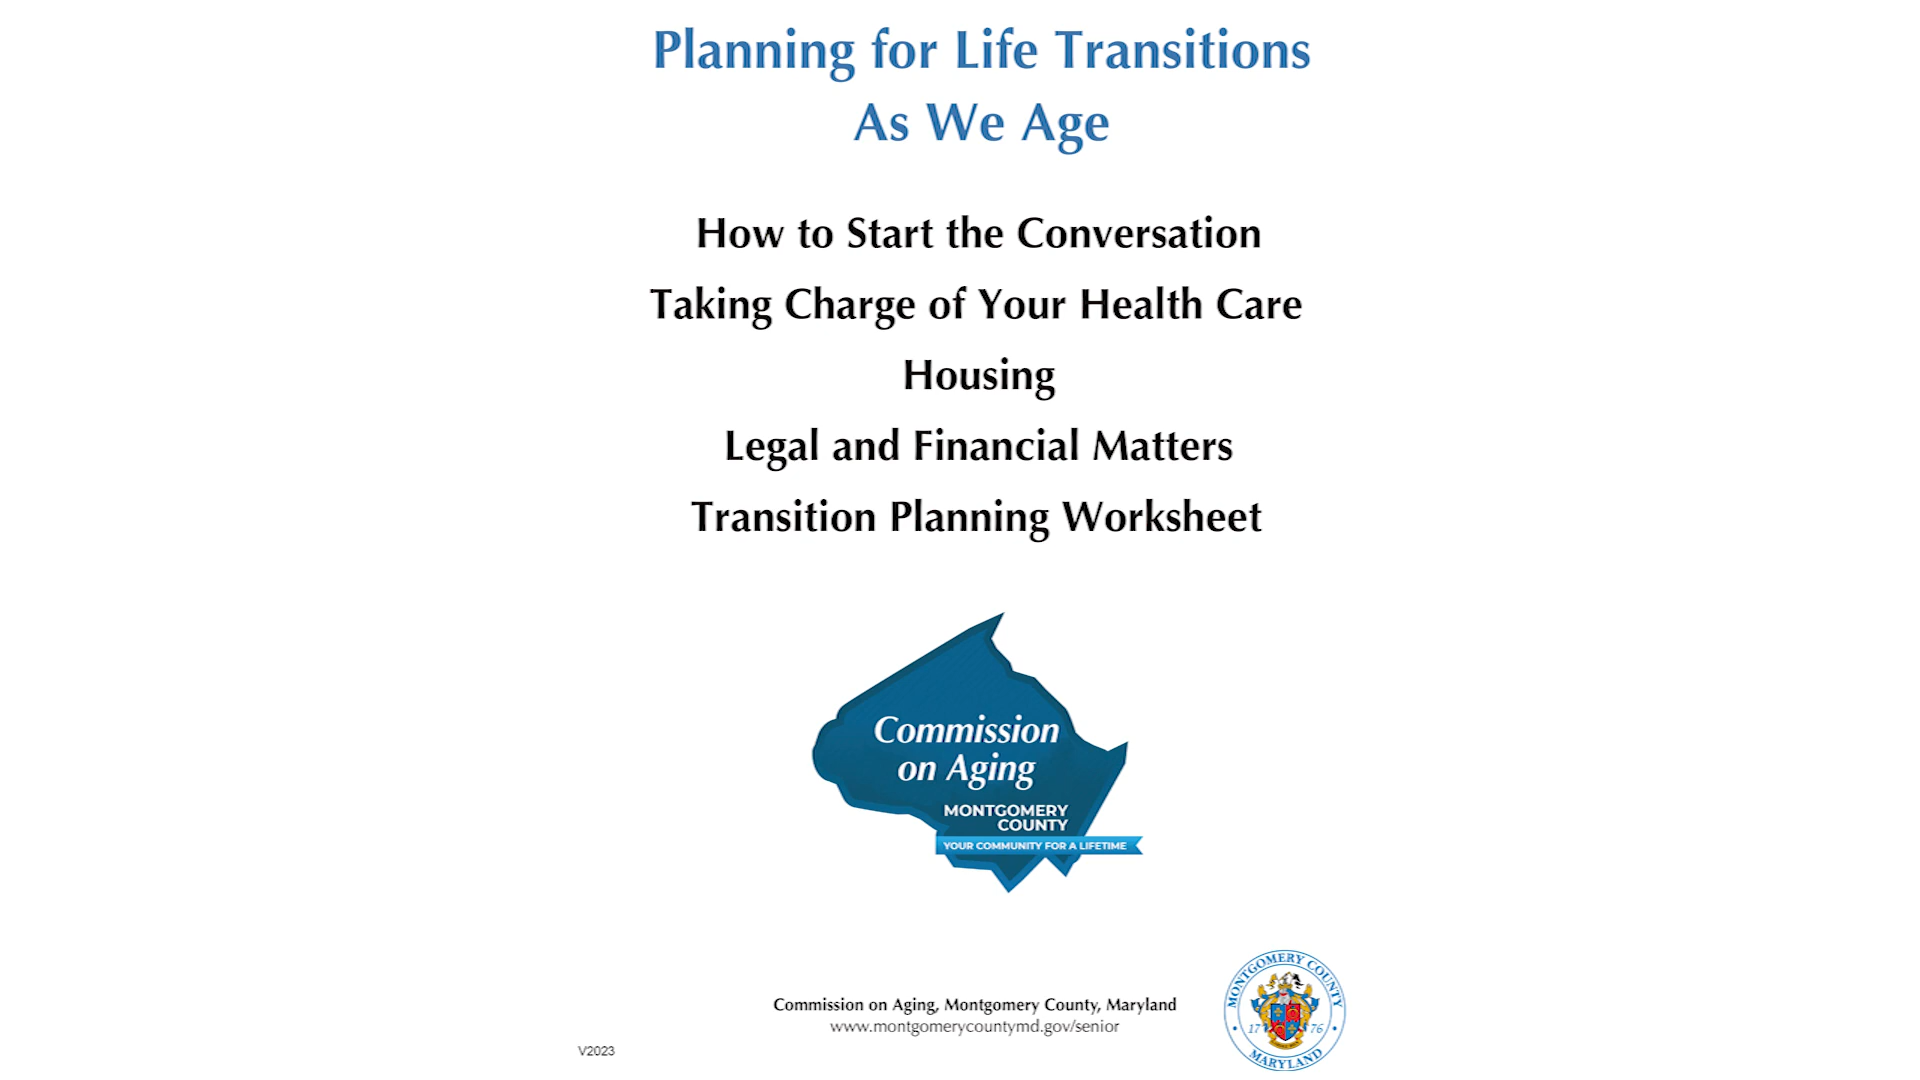 Planning for Life Transitions
As We Age
How to Start the Conversation
Taking Charge of Your Health Care
Housing
Legal and Financial Matters
Transition Planning Worksheet
Commission
on Aging
MONTGOMERY
COUNTY
YOUR COMMUNITY FOR A LIFETIME
Commission on Aging, Montgomery County, Maryland
www.montgomerycountymd.gov/senior
V2023
MONTGOMERY COUNTY
17 76
MARYLAND